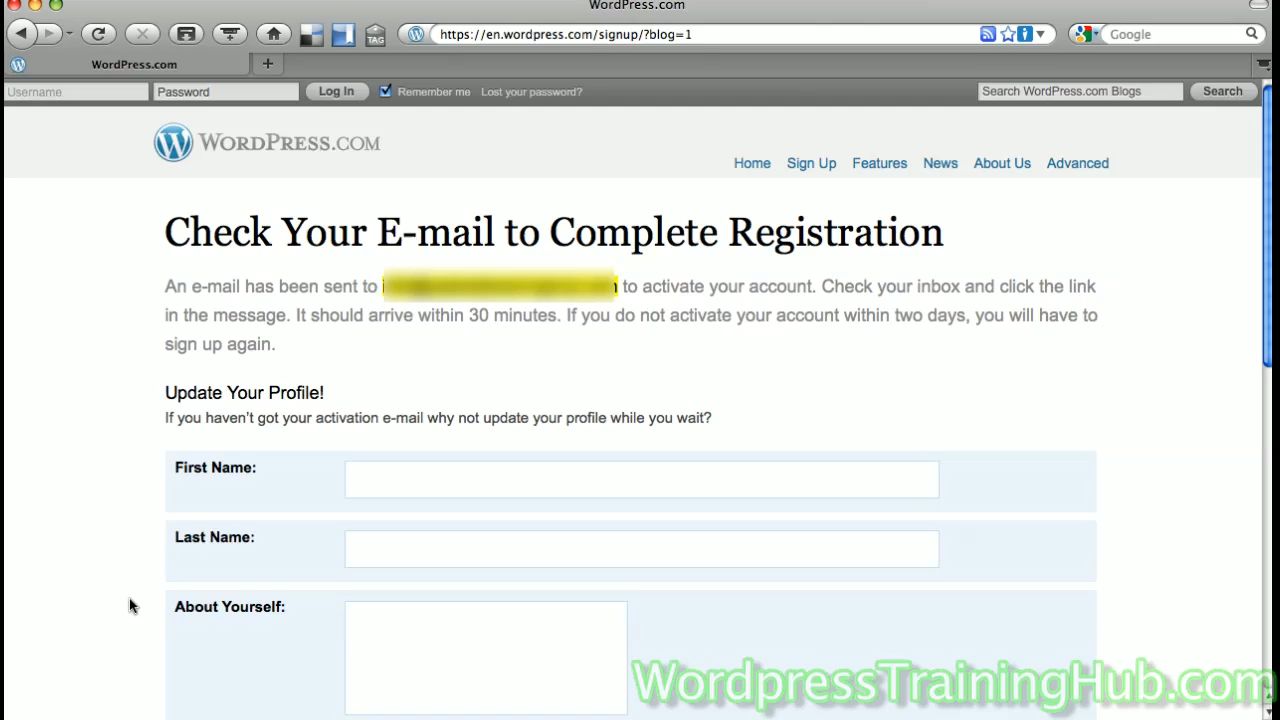 WordPress.com
https://en.wordpress.com/signup/?blog=1
Google
TAG
WordPress.com
Username
Password
Log In
Remember me
Lost your password?
Search WordPress.com Blogs
Search
WORDPRESS.COM
Home
Sign Up
Features
News
About Us
Advanced
Check Your E-mail to Complete Registration
An e-mail has been sent to to activate your account. Check your inbox and click the link
in the message. It should arrive within 30 minutes. If you do not activate your account within two days, you will have to
sign up again.
Update Your Profile!
If you haven't got your activation e-mail why not update your profile while you wait?
First Name:
Last Name:
About Yourself:
WordpressTrainingHub.com